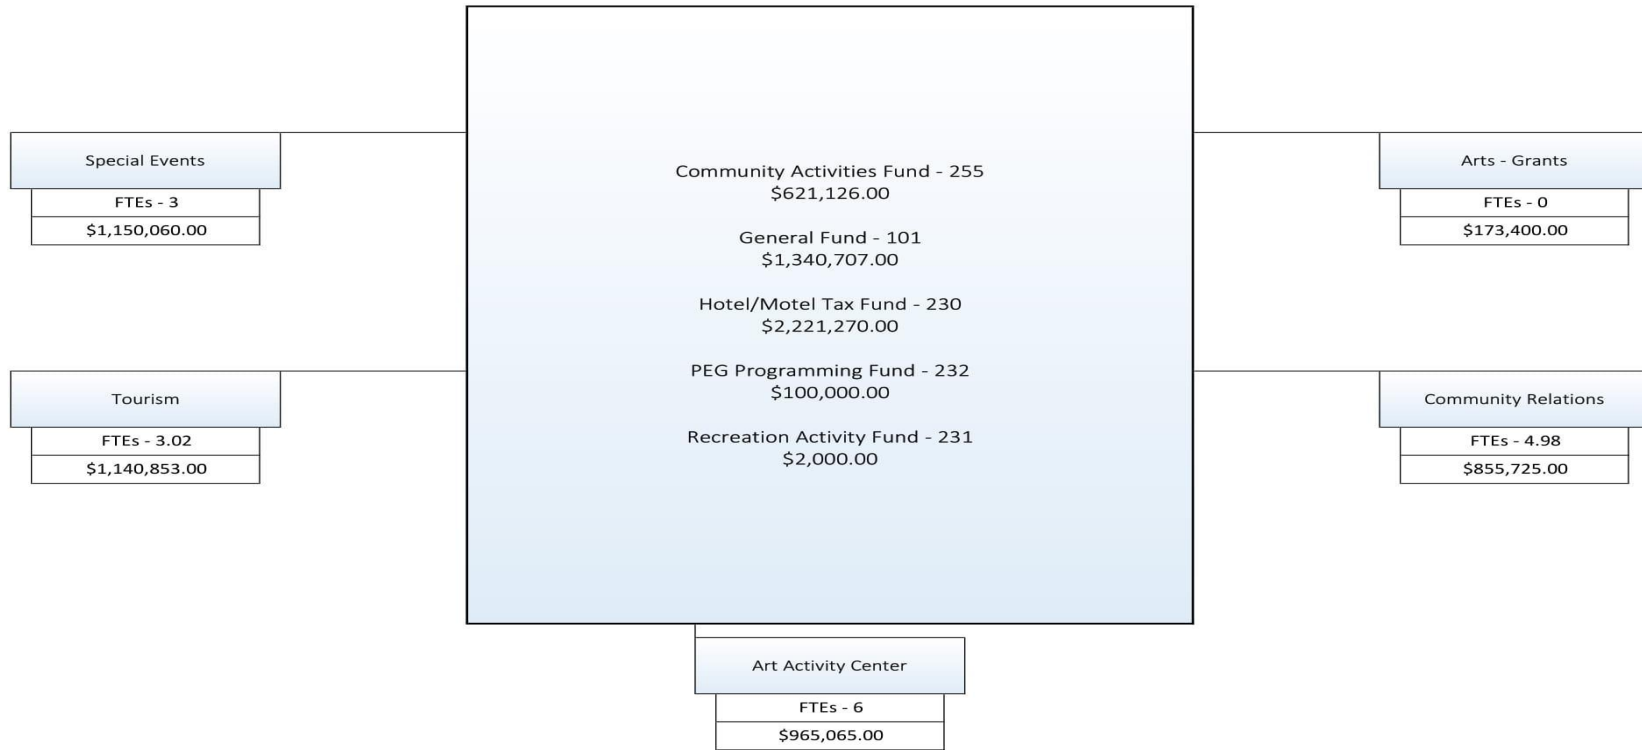 Special Events
FTEs - 3
$1,150,060.00
Tourism
FTEs - 3.02
$1,140,853.00
Community Activities Fund - 255
$621,126.00
General Fund - 101
$1,340,707.00
Hotel/Motel Tax Fund - 230
$2,221,270.00
PEG Programming Fund - 232
$100,000.00
Recreation Activity Fund - 231
$2,000.00
Arts - Grants
FTEs - 0
$173,400.00
Community Relations
FTEs - 4.98
$855,725.00
Art Activity Center
FTEs - 6
$965,065.00